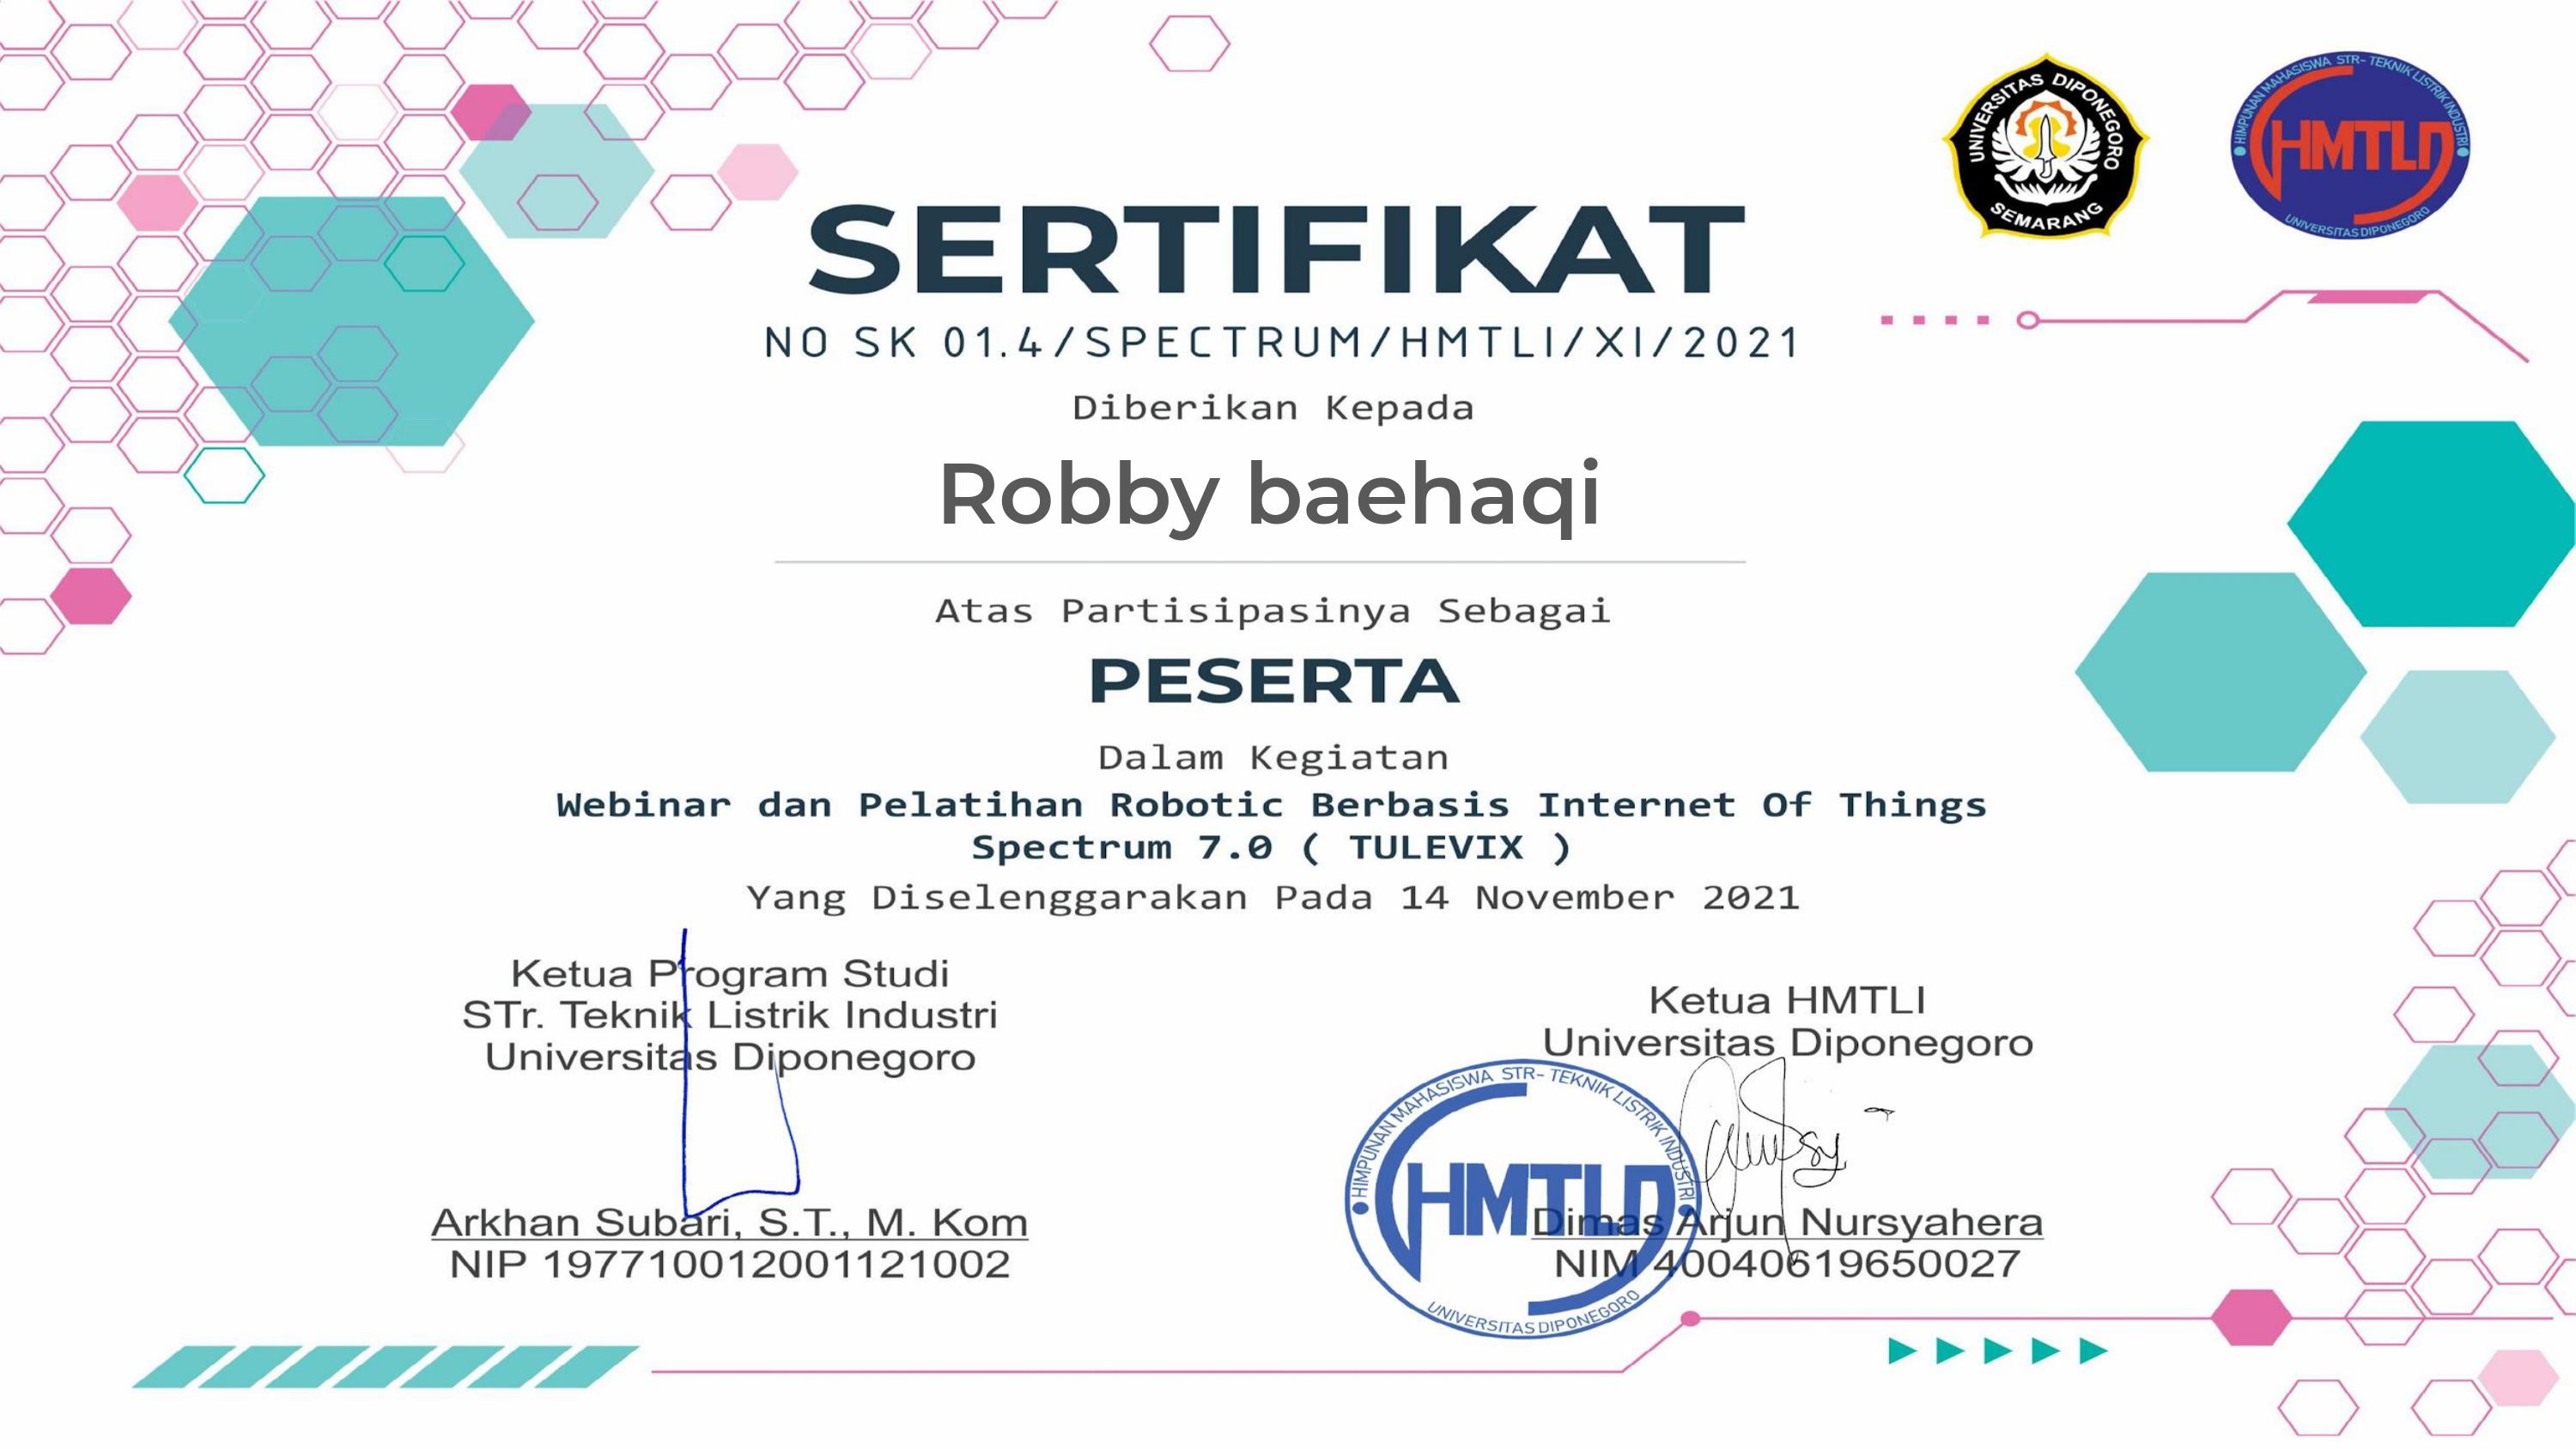 UNIVERSITAS DIPONEGORO
SEMARANG
HIMPUNAN MAHASISWA STR- TEKNIK LISTRIK INDUSTRI
HMTLI
UNIVERSITAS DIPONEGORO
SERTIFIKAT
NO SK 01.4/SPECTRUM/HMTLI/XI/2021
Diberikan Kepada
Robby baehaqi
Atas Partisipasinya Sebagai
PESERTA
Dalam Kegiatan
Webinar dan Pelatihan Robotic Berbasis Internet Of Things
Spectrum 7.0 ( TULEVIX )
Yang Diselenggarakan Pada 14 November 2021
Ketua Program Studi
STr. Teknik Listrik Industri
Universitas Diponegoro
Arkhan Subari, S.T., M. Kom
NIP 197710012001121002
Ketua HMTLI
Universitas Diponegoro
HIMPUNAN MAHASISWA STR- TEKNIK LISTRIK INDUSTRI
HMTLI
UNIVERSITAS DIPONEGORO
Dimas Arjun Nursyahera
NIM 40040619650027